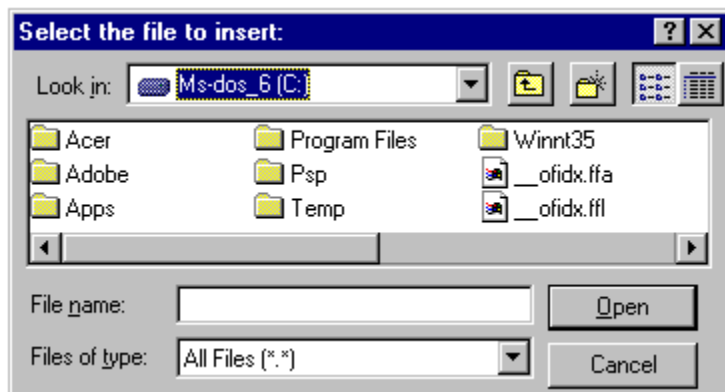 Select the file to insert:
Look in: Ms-dos_6 (C:)
Acer Program Files Winnt35
Adobe Psp __ofidx.ffa
Apps Temp __ofidx.ffl
File name: Open
Files of type: All Files (*.*) Cancel